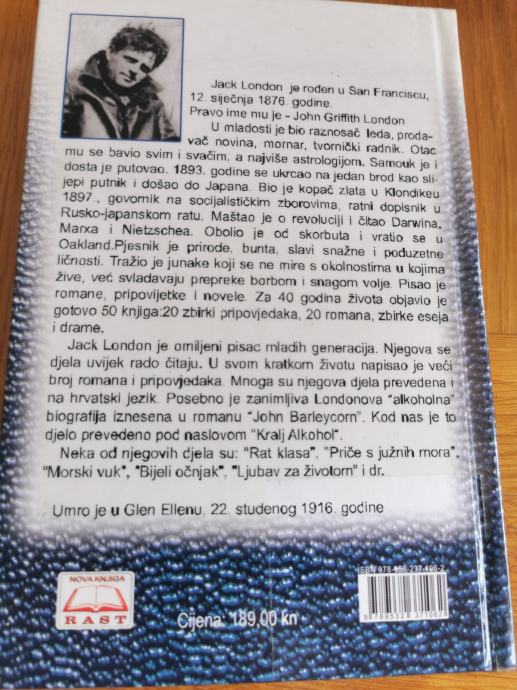 Jack London je rođen u San Franciscu,
12. siječnja 1876. godine.
Pravo ime mu je - John Griffith London
U mladosti je bio raznosač leda, proda-
vač novina, mornar, tvornički radnik. Otac
mu se bavio svim i svačim, a najviše astrologijom. Samouk je i
dosta je putovao. 1893. godine se ukrcao na jedan brod kao sli-
jepi putnik i došao do Japana. Bio je kopač zlata u Klondikeu
1897., govornik na socijalističkim zborovima, ratni dopisnik u
Rusko-japanskom ratu. Maštao je o revoluciji i čitao Darwina,
Marxa i Nietzschea. Obolio je od skorbuta i vratio se u
Oakland.Pjesnik je prirode, bunta, slavi snažne i poduzetne
ličnosti. Tražio je junake koji se ne mire s okolnostima u kojima
žive, već svladavaju prepreke borbom i snagom volje. Pisao je
romane, pripovijetke i novele. Za 40 godina života objavio je
gotovo 50 knjiga:20 zbirki pripovjedaka, 20 romana, zbirke eseja
i drame.
Jack London je omiljeni pisac mladih generacija. Njegova se
djela uvijek rado čitaju. U svom kratkom životu napisao je veći
broj romana i pripovjedaka. Mnoga su njegova djela prevedena i
na hrvatski jezik. Posebno je zanimljiva Londonova "alkoholna"
biografija iznesena u romanu "John Barleycorn". Kod nas je to
djelo prevedeno pod naslovom "Kralj Alkohol".
Neka od njegovih djela su: "Rat klasa", "Priče s južnih mora",
"Morski vuk", "Bijeli očnjak", "Ljubav za životom" i dr.
Umro je u Glen Ellenu, 22. studenog 1916. godine
NOVA KNJIGA
RAST
Cijena: 189,00 kn
ISBN 978-953-237-106-2
9789532371062